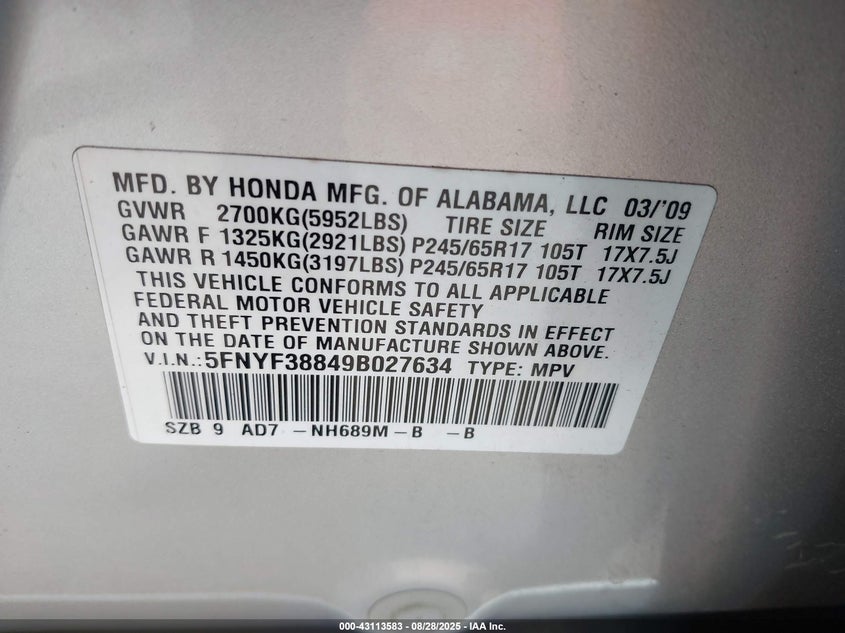 MFD. BY HONDA MFG. OF ALABAMA, LLC 03/'09
GVWR 2700KG(5952LBS) TIRE SIZE RIM SIZE
GAWR F 1325KG(2921LBS) P245/65R17 105T 17X7.5J
GAWR R 1450KG(3197LBS) P245/65R17 105T 17X7.5J
THIS VEHICLE CONFORMS TO ALL APPLICABLE
FEDERAL MOTOR VEHICLE SAFETY
AND THEFT PREVENTION STANDARDS IN EFFECT
ON THE DATE OF MANUFACTURE SHOWN ABOVE.
V.I.N.:5FNYF38849B027634 TYPE: MPV
SZB 9 AD7 -NH689M-B -B
000-43113583 - 08/28/2025 - IAA Inc.